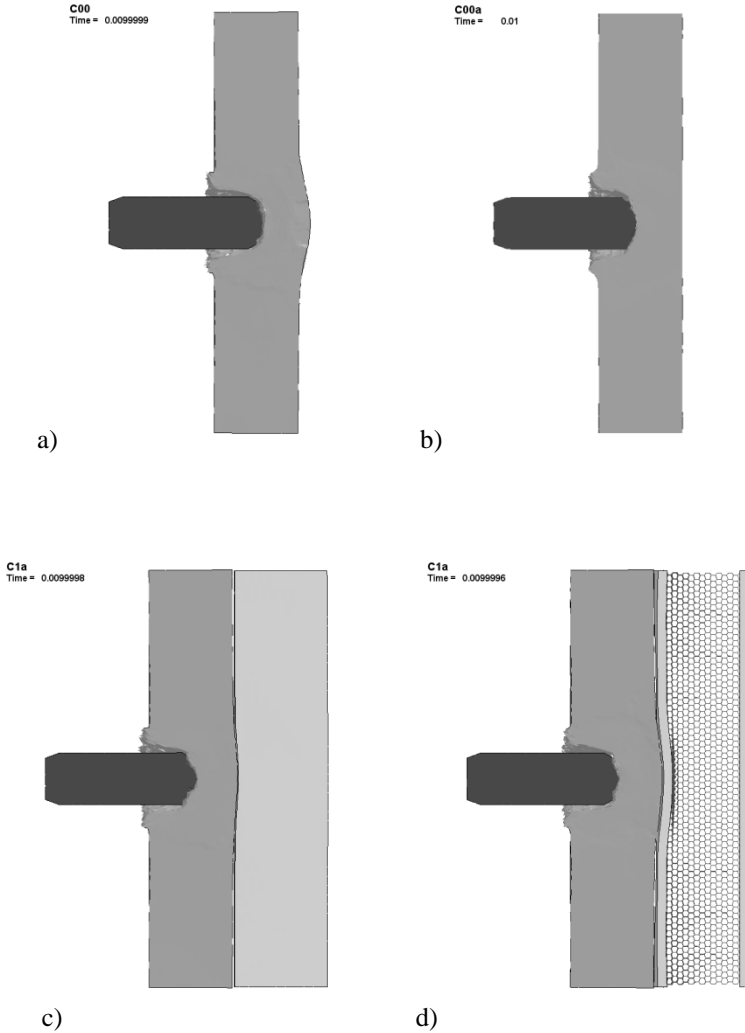 C00
Time = 0.0099999
C00a
Time = 0.01
a)
b)
C1a
Time = 0.0099998
C1a
Time = 0.0099996
c)
d)